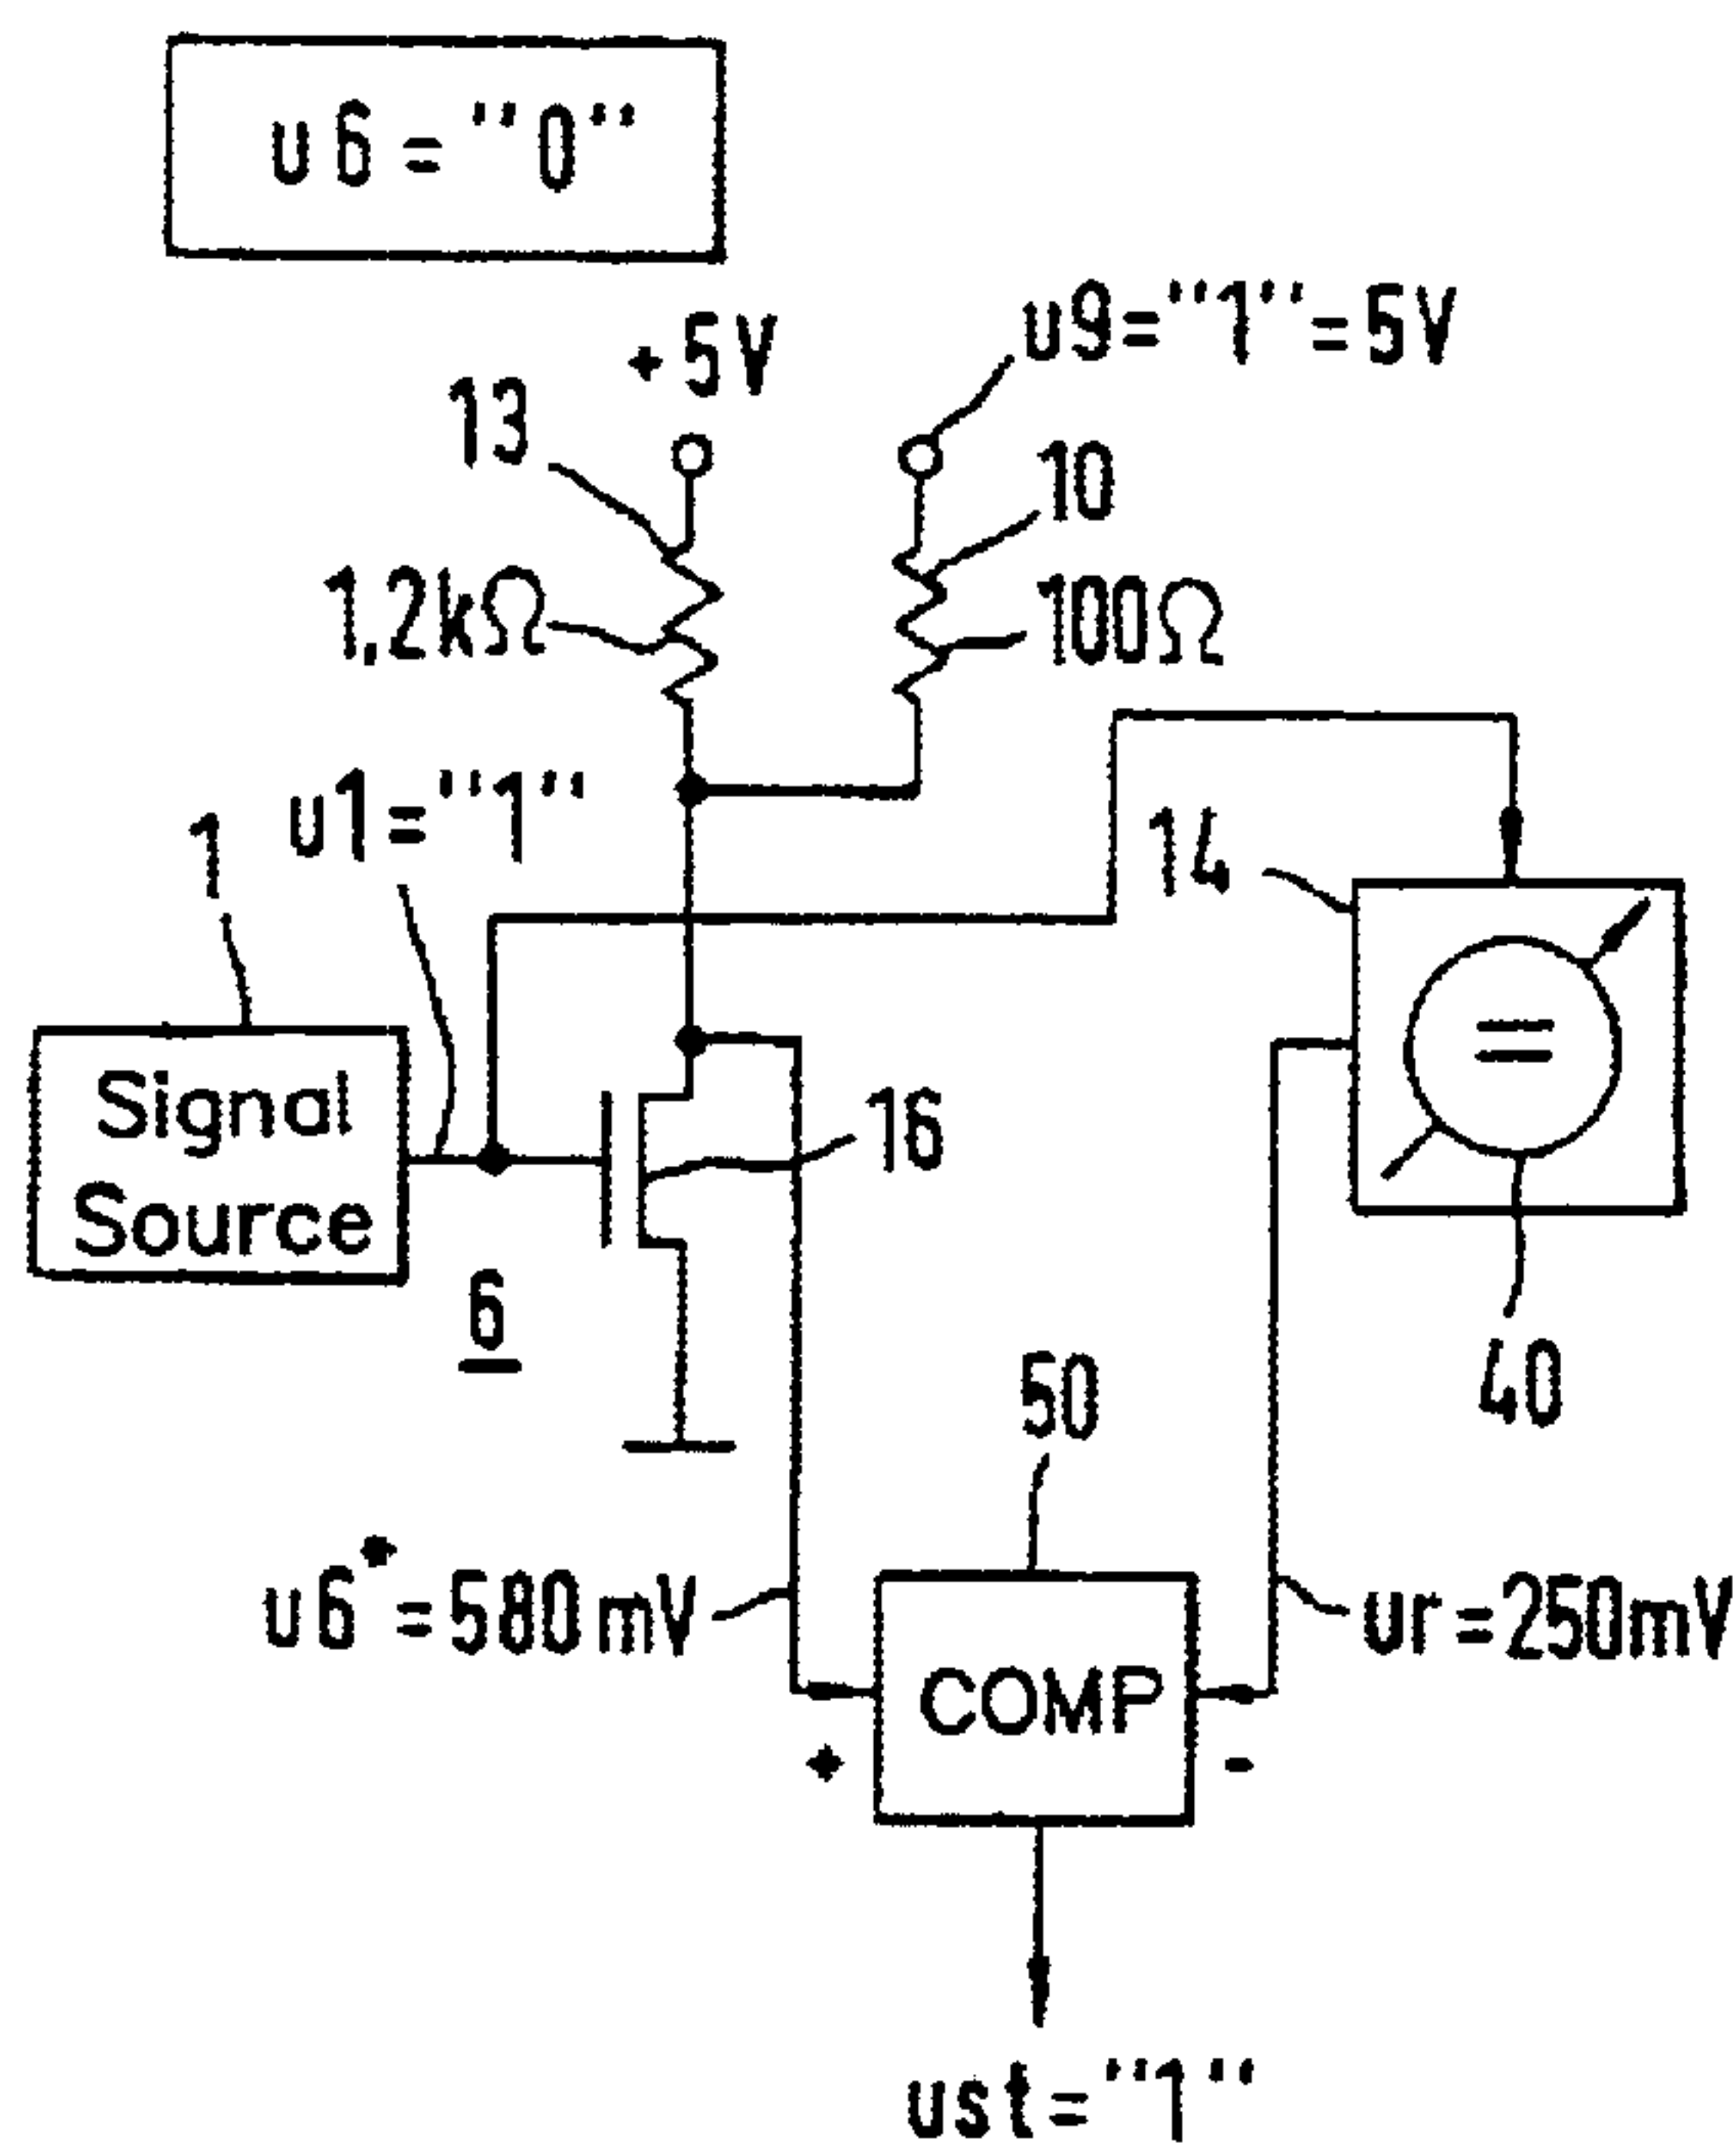 u6="0"
+5V
u9="1"=5V
13
10
1,2kΩ
100Ω
u1="1"
1
14
Signal
Source
=
16
6
50
40
u6*=580mV
ur=250mV
COMP
+
-
ust="1"